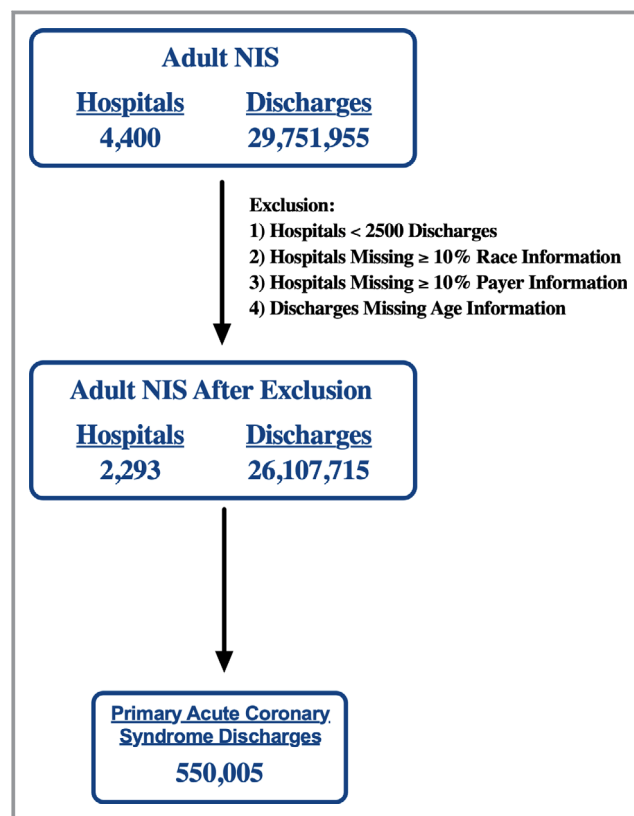 Adult NIS
Hospitals Discharges
4,400 29,751,955
Exclusion:
1) Hospitals < 2500 Discharges
2) Hospitals Missing ≥ 10% Race Information
3) Hospitals Missing ≥ 10% Payer Information
4) Discharges Missing Age Information
Adult NIS After Exclusion
Hospitals Discharges
2,293 26,107,715
Primary Acute Coronary
Syndrome Discharges
550,005